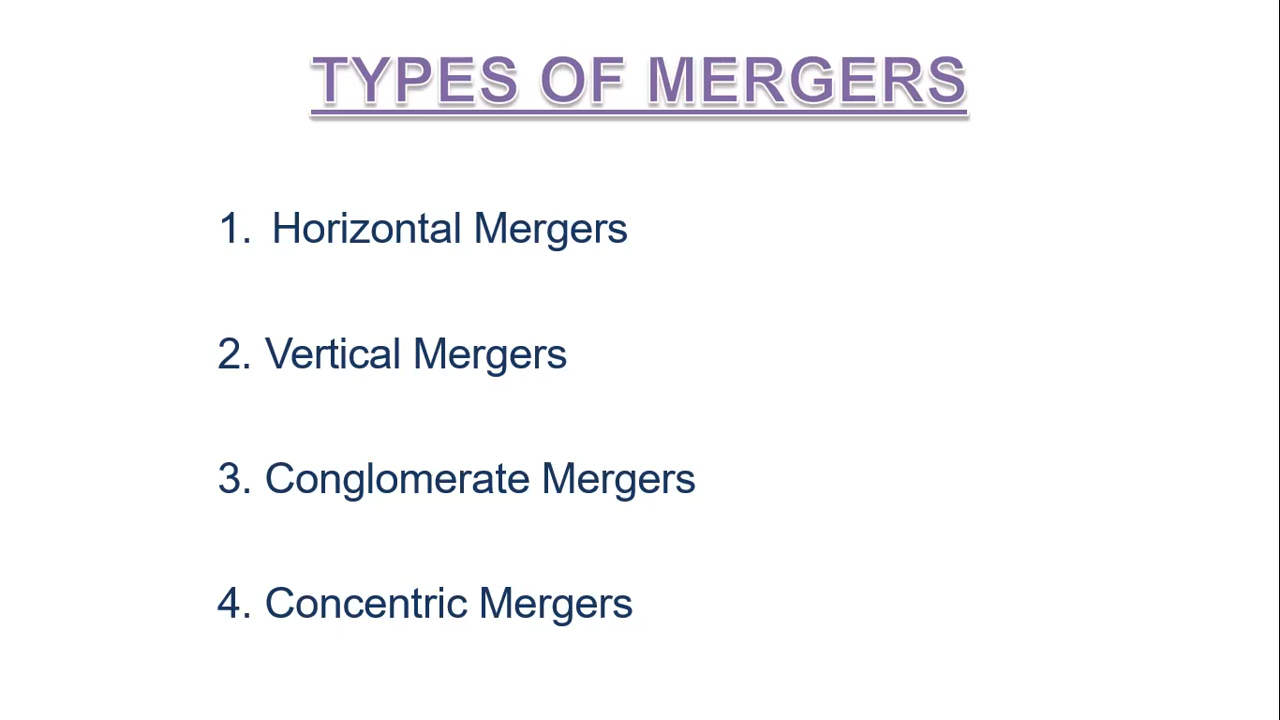 TYPES OF MERGERS
1. Horizontal Mergers
2. Vertical Mergers
3. Conglomerate Mergers
4. Concentric Mergers